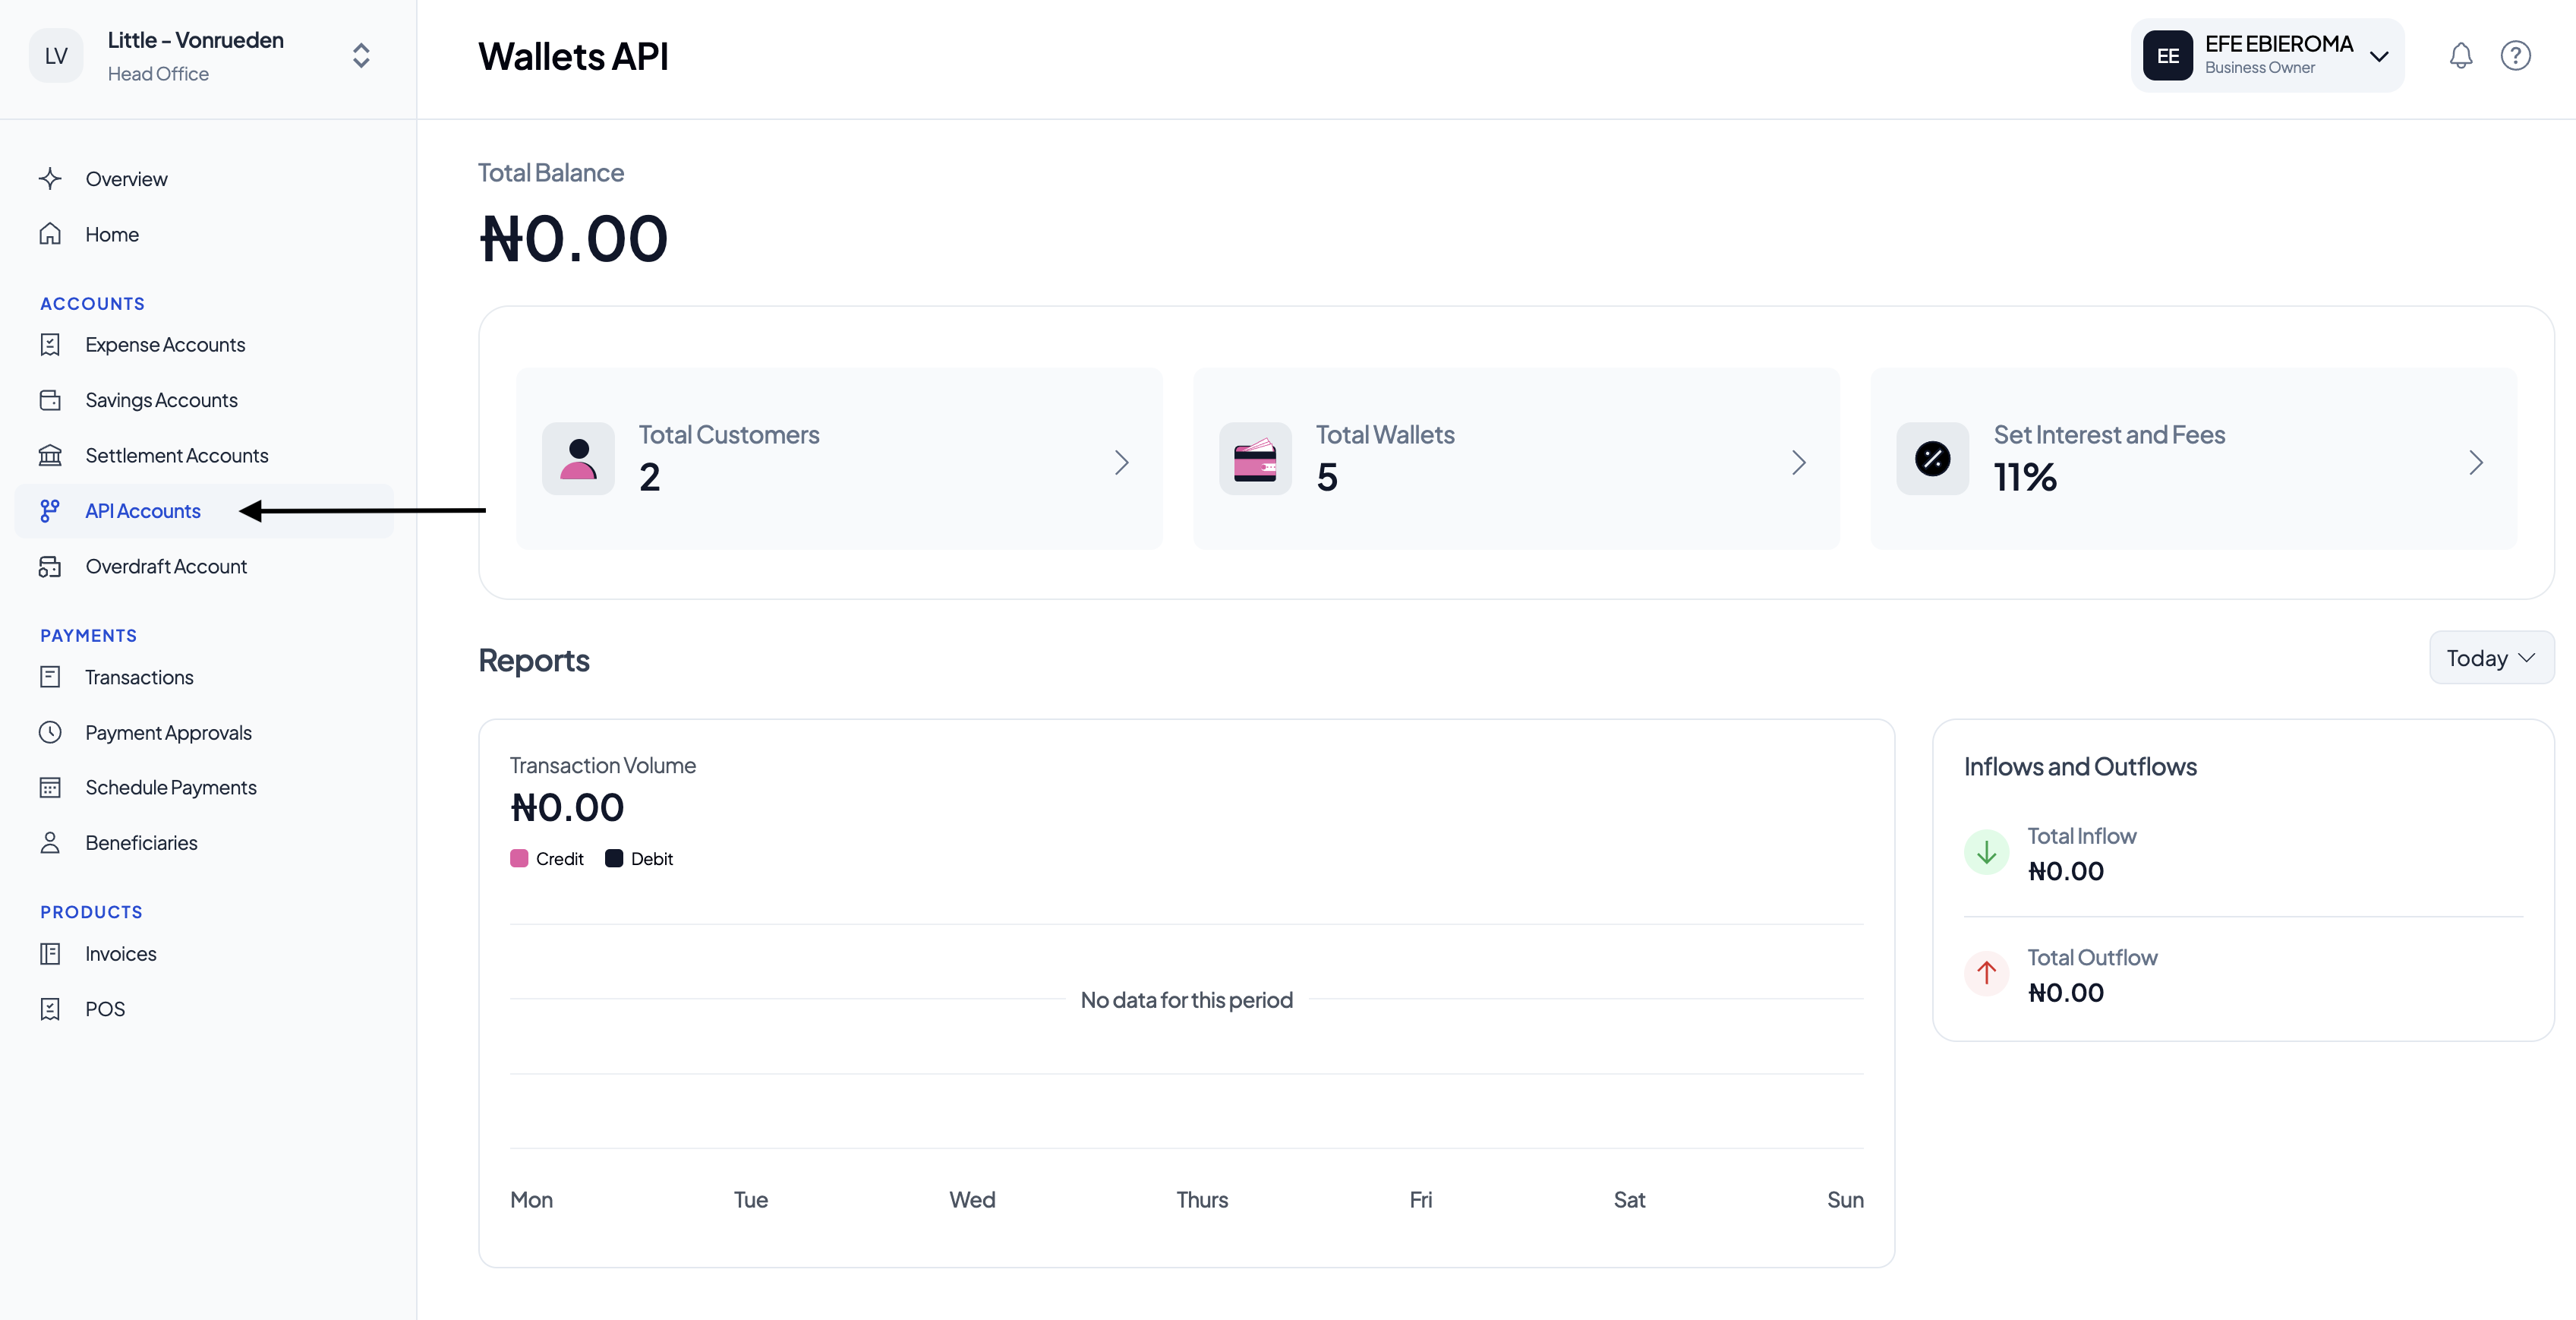 LV
Little - Vonrueden
Head Office
Wallets API
EE
EFE EBIEROMA
Business Owner
Overview
Home
ACCOUNTS
Expense Accounts
Savings Accounts
Settlement Accounts
API Accounts
Overdraft Account
PAYMENTS
Transactions
Payment Approvals
Schedule Payments
Beneficiaries
PRODUCTS
Invoices
POS
Total Balance
₦0.00
Total Customers
2
Total Wallets
5
Set Interest and Fees
11%
Reports
Today
Transaction Volume
₦0.00
Credit Debit
No data for this period
Mon Tue Wed Thurs Fri Sat Sun
Inflows and Outflows
Total Inflow
₦0.00
Total Outflow
₦0.00